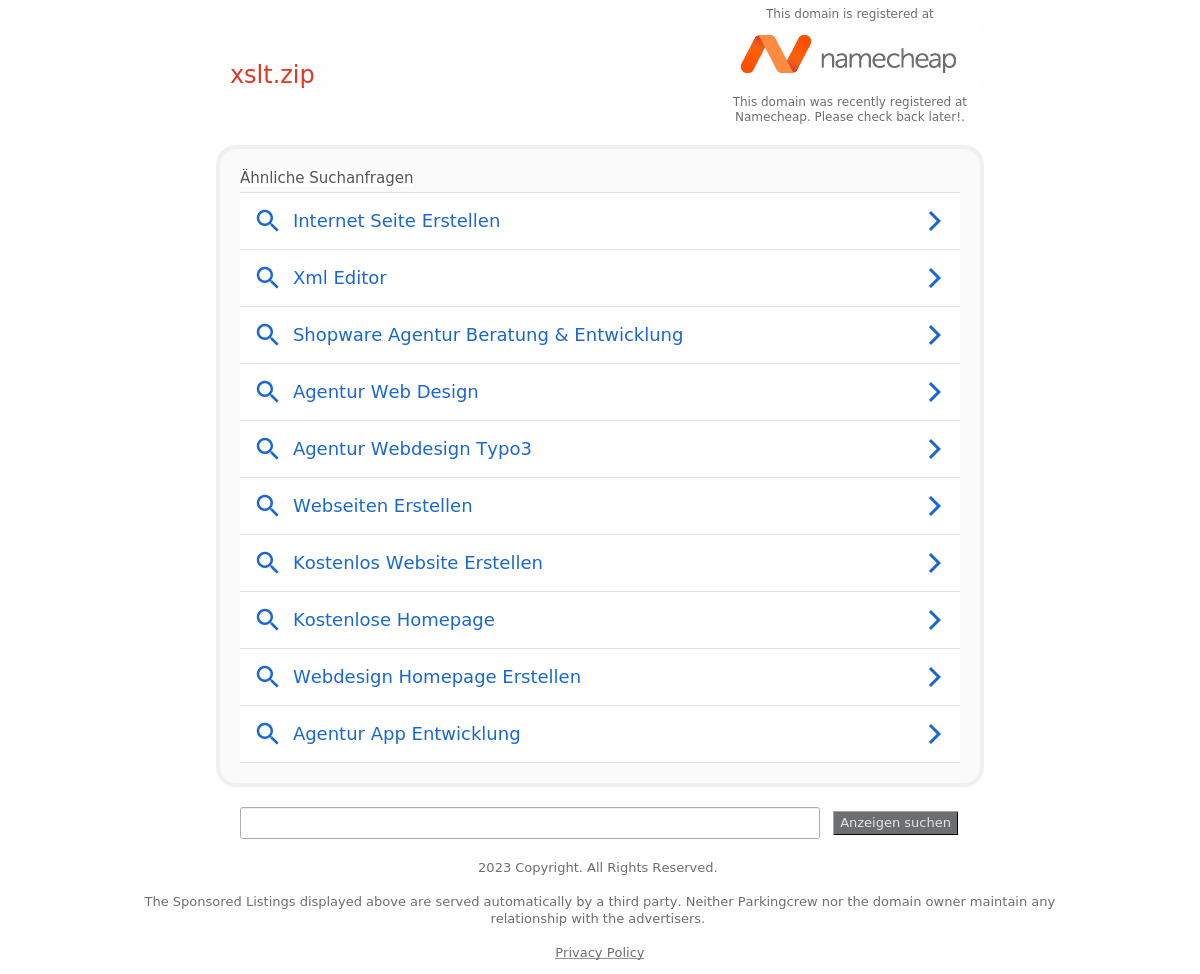 This domain is registered at
namecheap
xslt.zip
This domain was recently registered at
Namecheap. Please check back later!.
Ähnliche Suchanfragen
Internet Seite Erstellen
Xml Editor
Shopware Agentur Beratung & Entwicklung
Agentur Web Design
Agentur Webdesign Typo3
Webseiten Erstellen
Kostenlos Website Erstellen
Kostenlose Homepage
Webdesign Homepage Erstellen
Agentur App Entwicklung
Anzeigen suchen
2023 Copyright. All Rights Reserved.
The Sponsored Listings displayed above are served automatically by a third party. Neither Parkingcrew nor the domain owner maintain any
relationship with the advertisers.
Privacy Policy